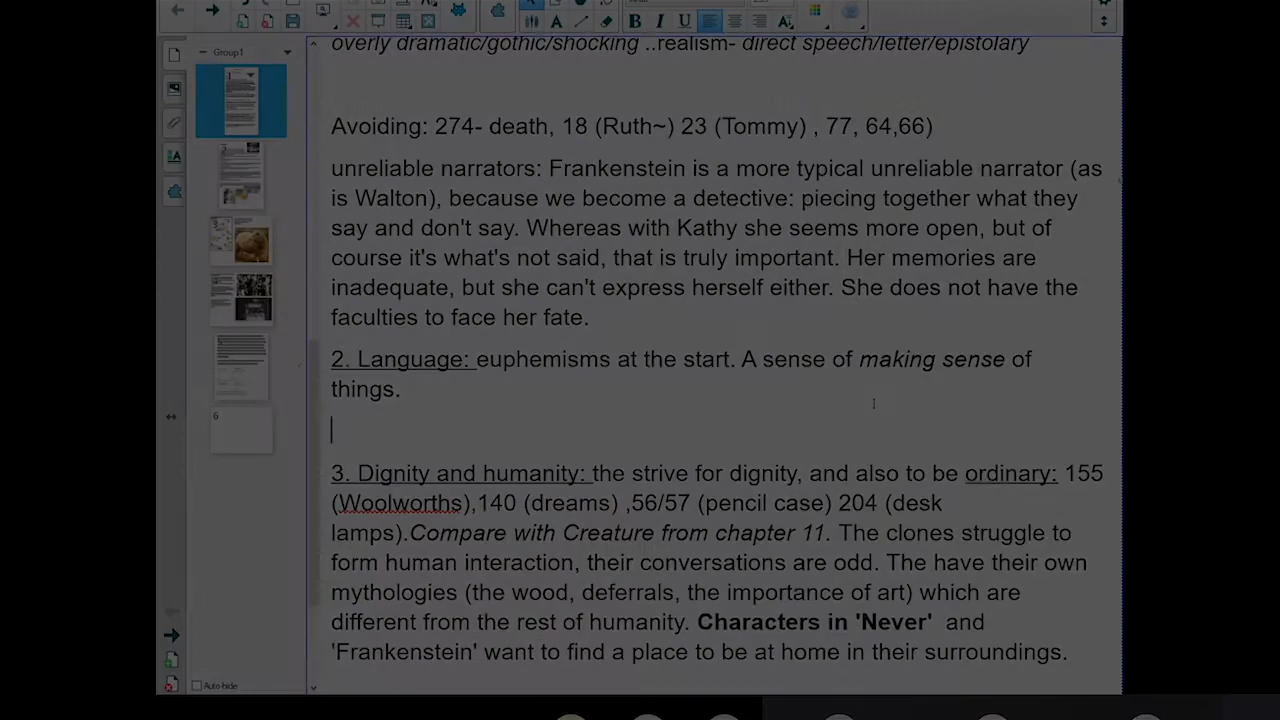 Group1
overly dramatic/gothic/shocking ..realism- direct speech/letter/epistolary
Avoiding: 274- death, 18 (Ruth~) 23 (Tommy) , 77, 64,66)
unreliable narrators: Frankenstein is a more typical unreliable narrator (as
is Walton), because we become a detective: piecing together what they
say and don't say. Whereas with Kathy she seems more open, but of
course it's what's not said, that is truly important. Her memories are
inadequate, but she can't express herself either. She does not have the
faculties to face her fate.
2. Language: euphemisms at the start. A sense of making sense of
things.
3. Dignity and humanity: the strive for dignity, and also to be ordinary: 155
(Woolworths),140 (dreams) ,56/57 (pencil case) 204 (desk
lamps).Compare with Creature from chapter 11. The clones struggle to
form human interaction, their conversations are odd. The have their own
mythologies (the wood, deferrals, the importance of art) which are
different from the rest of humanity. Characters in 'Never' and
'Frankenstein' want to find a place to be at home in their surroundings.
6
Auto-hide
B I U